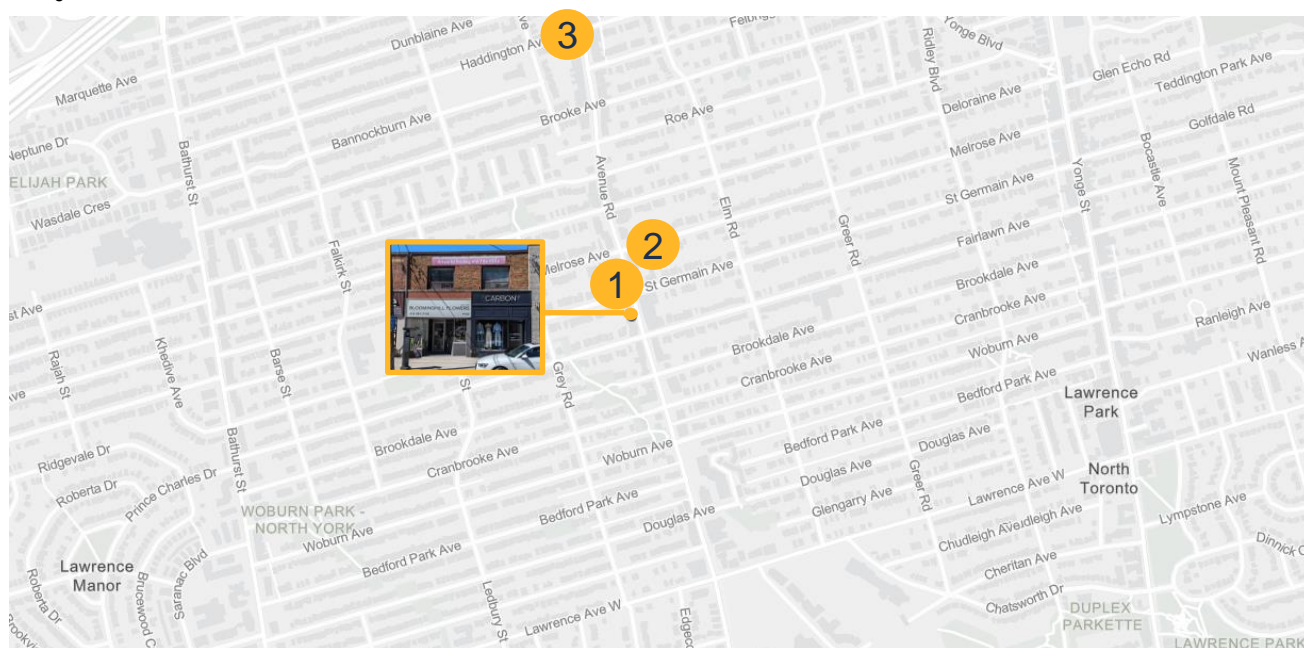 3
Dunblaine Ave
Haddington Av
Yonge Blvd
Ridley Blvd
Glen Echo Rd
Teddington Park Ave
Marquette Ave
Brooke Ave
Roe Ave
Deloraine Ave
Golfdale Rd
Bannockburn Ave
Neptune Dr
Bathurst St
Avenue Rd
Melrose Ave
Yonge St
Bocastle Ave
Mount Pleasant Rd
ELIJAH PARK
Wasdale Cres
Elm Rd
St Germain Ave
Greer Rd
Falkirk St
2
Fairlawn Ave
Melrose Ave
St Germain Ave
1
CARBON
Brookdale Ave
Cranbrooke Ave
Ranleigh Ave
st Ave
Rajah St
Khedive Ave
Barse St
Brookdale Ave
Cranbrooke Ave
Woburn Ave
Wanless A
Bedford Park Ave
Lawrence
Park
ve
St
Grey Rd
Brookdale Ave
Cranbrooke Ave
Woburn Ave
Bedford Park Ave
Douglas Ave
Bathurst St
Ridgevale Dr
Roberta Dr
Prince Charles Dr
Douglas Ave
Glengarry Ave
Greer Rd
Lawrence Ave W
North
Toronto
WOBURN PARK -
NORTH YORK
Woburn Ave
Bedford Park Ave
Douglas Ave
Lympstone Ave
Chudleigh Ave
udleigh Ave
Dinnick C
Bedford Park Ave
Cheritan Ave
Lawrence
Manor
Roberta Dr
Brucewood C
Saranac Blvd
Ledbury St
Lawrence Ave W
Edgec
Chatsworth Dr
DUPLEX
PARKETTE
Brookvi
LAWRENCE PARK